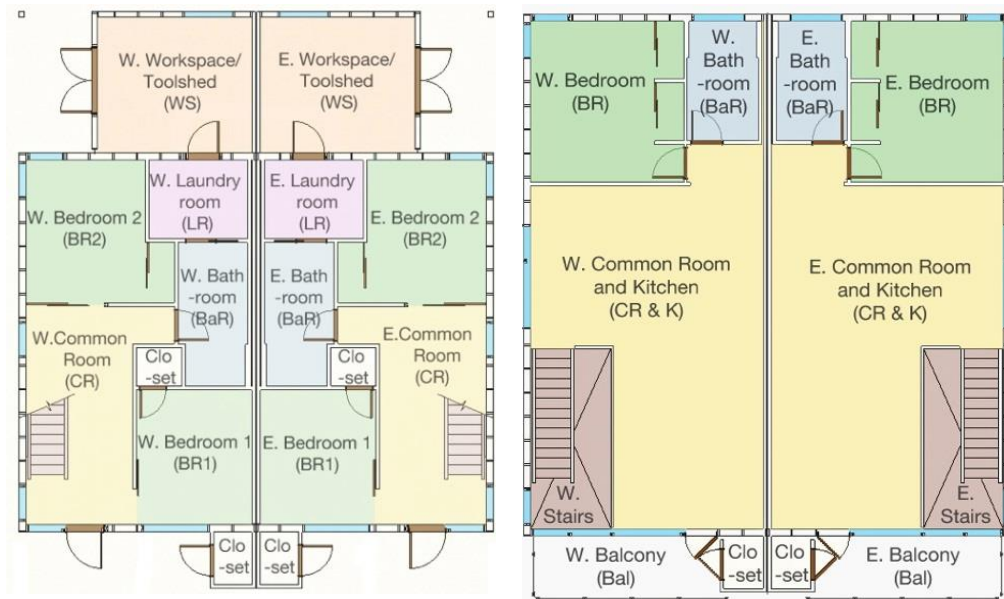 W. Workspace/
Toolshed
(WS)
E. Workspace/
Toolshed
(WS)
W. Laundry
room
(LR)
E. Laundry
room
(LR)
W. Bedroom 2
(BR2)
E. Bedroom 2
(BR2)
W. Bath
-room
(BaR)
E. Bath
-room
(BaR)
W.Common
Room
(CR)
Clo
-set
Clo
-set
E.Common
Room
(CR)
W. Bedroom 1
(BR1)
E. Bedroom 1
(BR1)
Clo
-set
Clo
-set
W. Bedroom
(BR)
W.
Bath
-room
(BaR)
E.
Bath
-room
(BaR)
E. Bedroom
(BR)
W. Common Room
and Kitchen
(CR & K)
E. Common Room
and Kitchen
(CR & K)
W.
Stairs
E.
Stairs
W. Balcony
(Bal)
Clo
-set
Clo
-set
E. Balcony
(Bal)